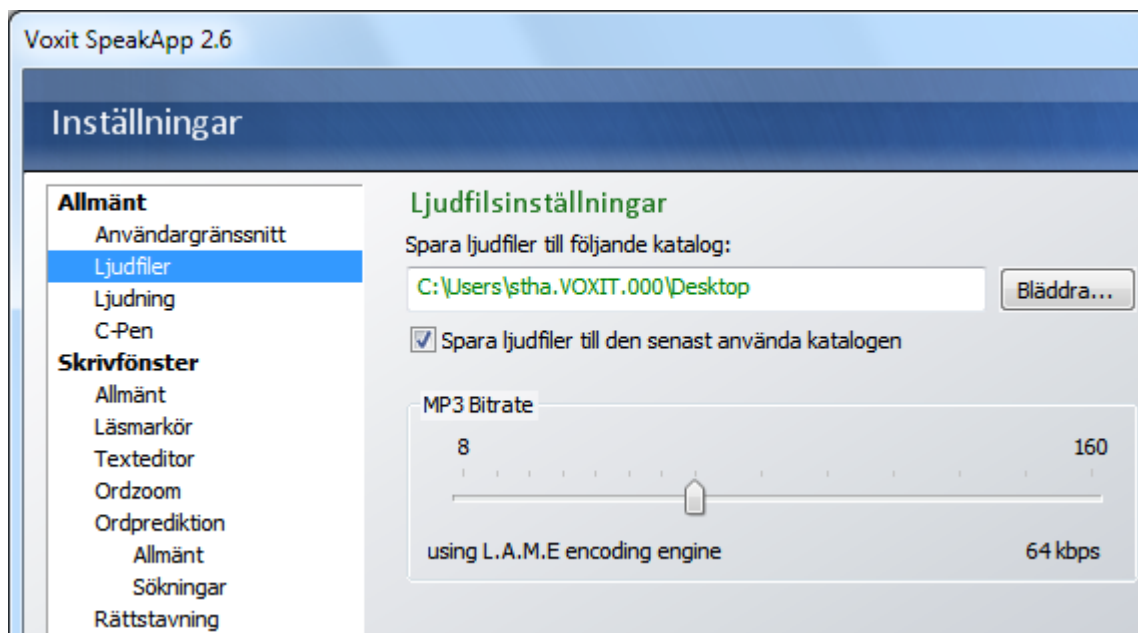 Voxit SpeakApp 2.6
Inställningar
Allmänt
Användargränssnitt
Ljudfiler
Ljudning
C-Pen
Skrivfönster
Allmänt
Läsmarkör
Texteditor
Ordzoom
Ordprediktion
Allmänt
Sökningar
Rättstavning
Ljudfilsinställningar
Spara ljudfiler till följande katalog:
C:\Users\stha.VOXIT.000\Desktop
Bläddra...
Spara ljudfiler till den senast använda katalogen
MP3 Bitrate
8 160
using L.A.M.E encoding engine 64 kbps